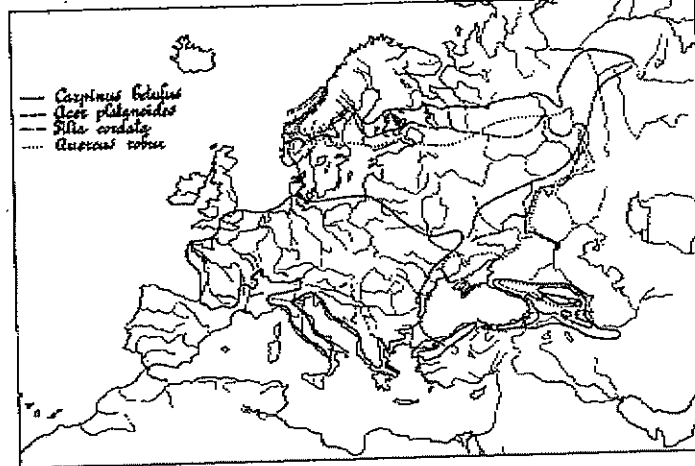 Carpinus betulus
Acer platanoides
Tilia cordata
Quercus robur